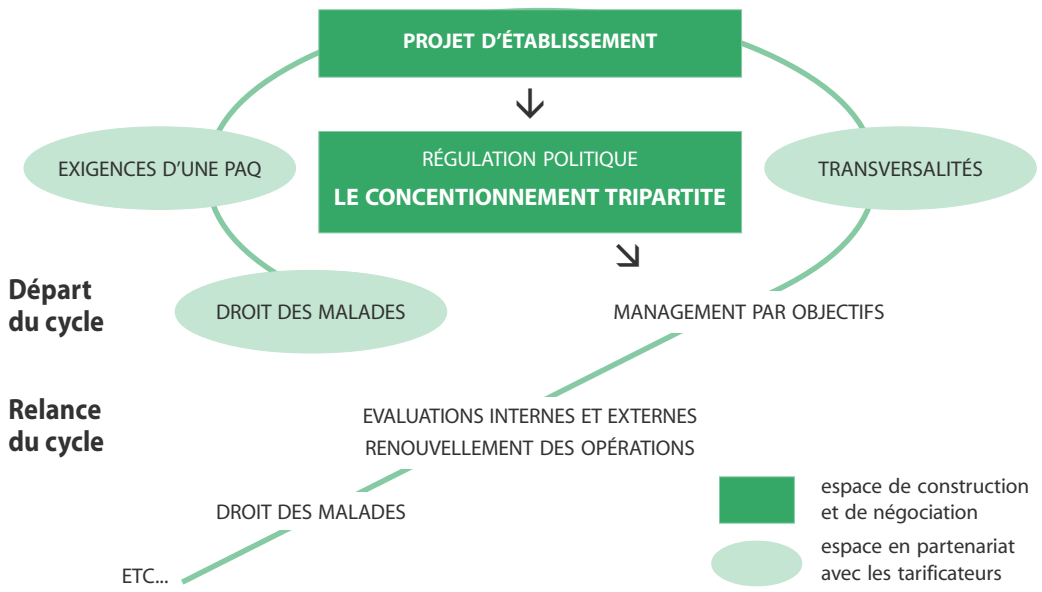 PROJET D'ÉTABLISSEMENT
EXIGENCES D'UNE PAQ
RÉGULATION POLITIQUE
LE CONCENTIONNEMENT TRIPARTITE
TRANSVERSALITÉS
Départ
du cycle
DROIT DES MALADES
MANAGEMENT PAR OBJECTIFS
Relance
du cycle
EVALUATIONS INTERNES ET EXTERNES
RENOUVELLEMENT DES OPÉRATIONS
DROIT DES MALADES
ETC...
espace de construction
et de négociation
espace en partenariat
avec les tarificateurs